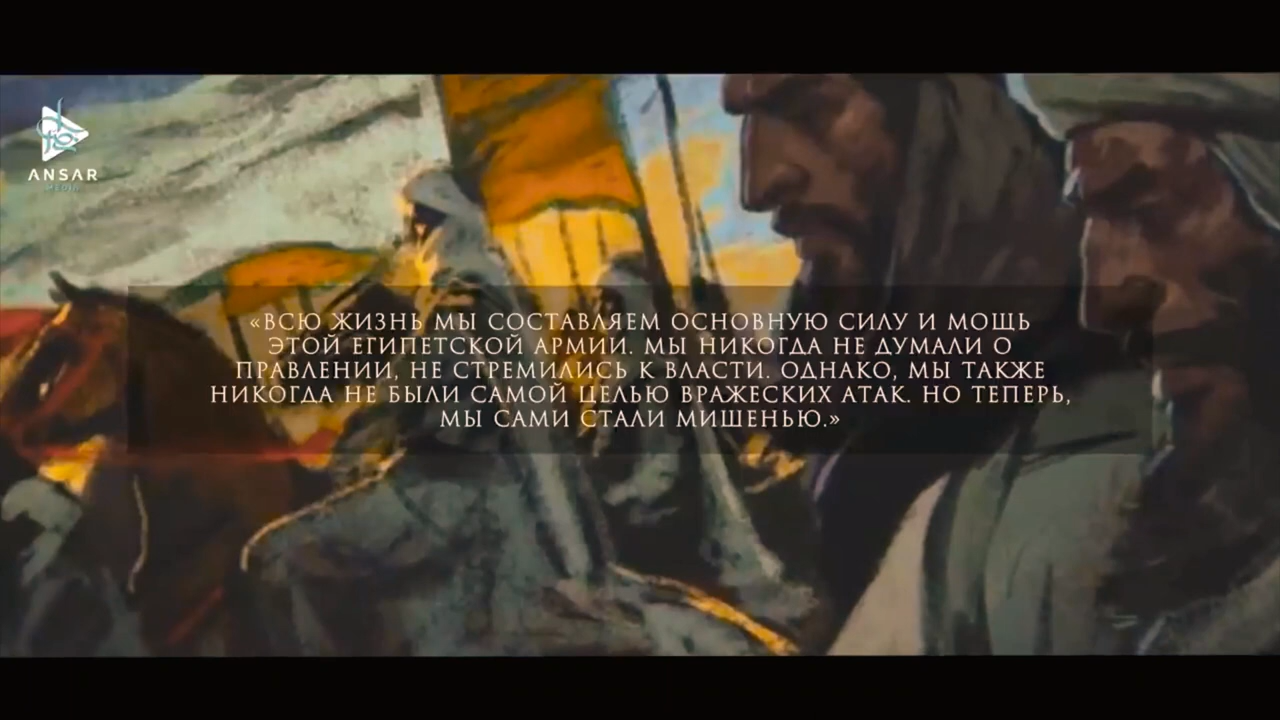 ANSAR
MEDIA
«ВСЮ ЖИЗНЬ МЫ СОСТАВЛЯЕМ ОСНОВНУЮ СИЛУ И МОЩЬ
ЭТОЙ ЕГИПЕТСКОЙ АРМИИ. МЫ НИКОГДА НЕ ДУМАЛИ О
ПРАВЛЕНИИ, НЕ СТРЕМИЛИСЬ К ВЛАСТИ. ОДНАКО, МЫ ТАКЖЕ
НИКОГДА НЕ БЫЛИ САМОЙ ЦЕЛЬЮ ВРАЖЕСКИХ АТАК. НО ТЕПЕРЬ,
МЫ САМИ СТАЛИ МИШЕНЬЮ.»